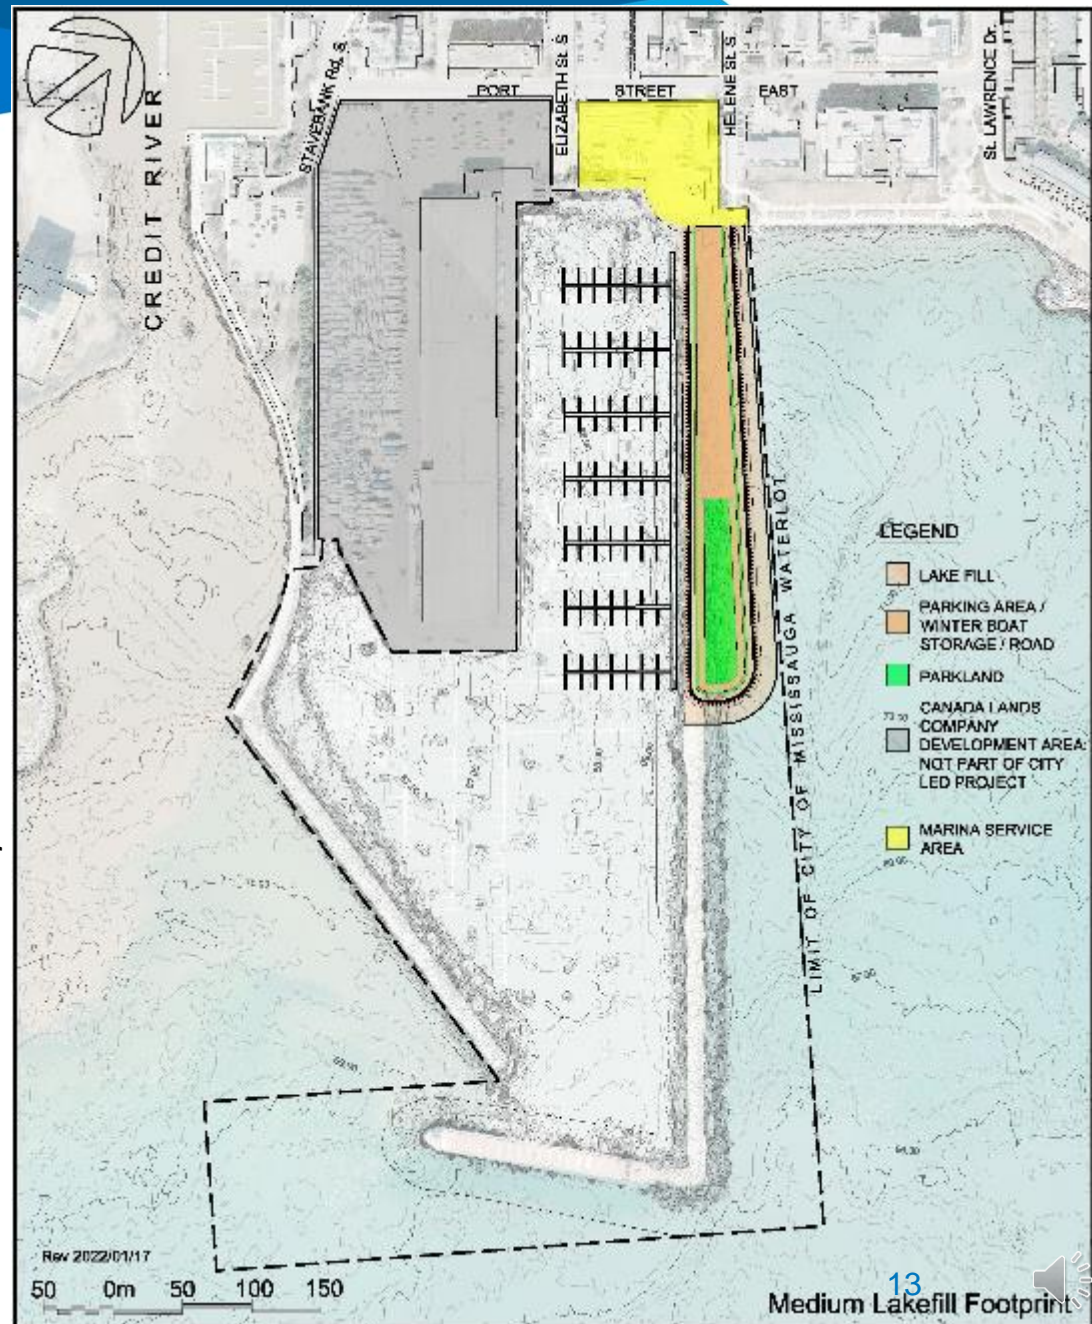 STAVEBANK Rd. S.
PORT STREET EAST
ELIZABETH St. S
HELENE St. S
St. LAWRENCE Dr.
CREDIT RIVER
LIMIT OF CITY OF MISSISSAUGA WATERLOT
LEGEND
LAKE FILL
PARKING AREA /
WINTER BOAT
STORAGE / ROAD
PARKLAND
CANADA LANDS
COMPANY
DEVELOPMENT AREA:
NOT PART OF CITY
LED PROJECT
MARINA SERVICE
AREA
Rev 2022/01/17
50 0m 50 100 150
13
Medium Lakefill Footprint